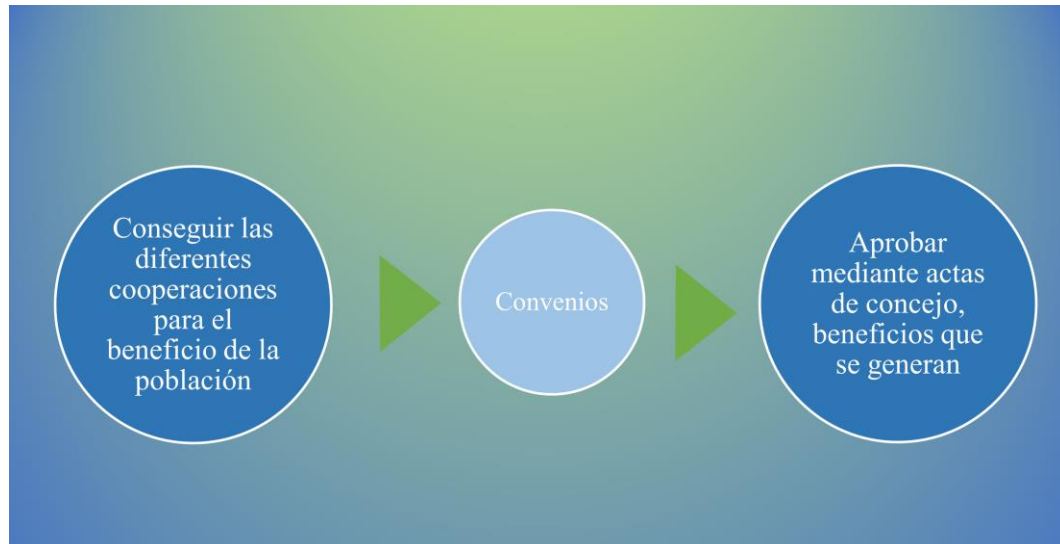 Conseguir las
diferentes
cooperaciones
para el
beneficio de la
población
Convenios
Aprobar
mediante actas
de concejo,
beneficios que
se generan